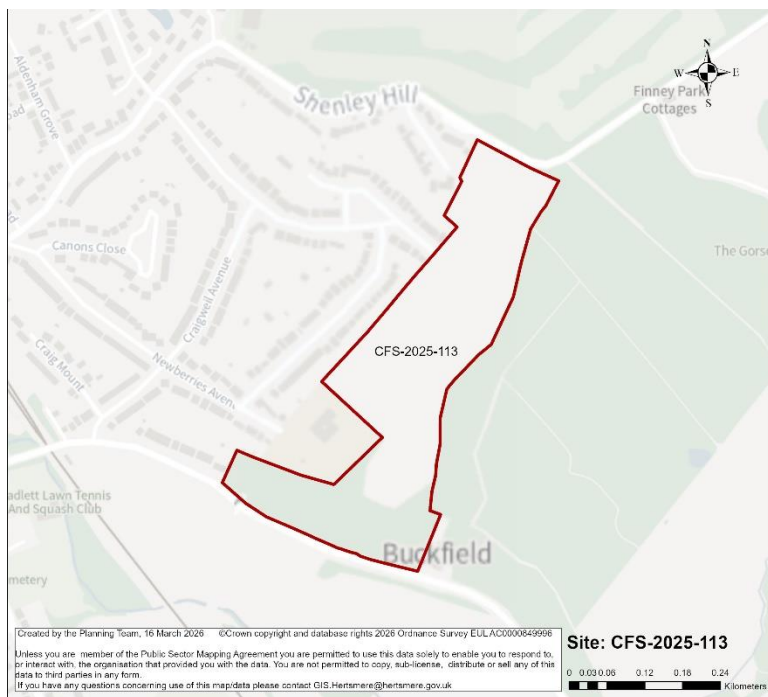 N
W E
S
Shenley Hill
Finney Park
Cottages
Aldenham Grove
The Gorse
Canons Close
Craigweil Avenue
CFS-2025-113
Craig Mount
Newberries Aven
adlett Lawn Tennis
And Squash Club
Buckfield
metery
Created by the Planning Team, 16 March 2026 ©Crown copyright and database rights 2026 Ordnance Survey EUL AC0000849996
Unless you are member of the Public Sector Mapping Agreement you are permitted to use this data solely to enable you to respond to,
or interact with, the organisation that provided you with the data. You are not permitted to copy, sub-license, distribute or sell any of this
data to third parties in any form.
If you have any questions concerning use of this map/data please contact GIS.Hertsmere@hertsmere.gov.uk
Site: CFS-2025-113
0 0.03 0.06 0.12 0.18 0.24
Kilometers